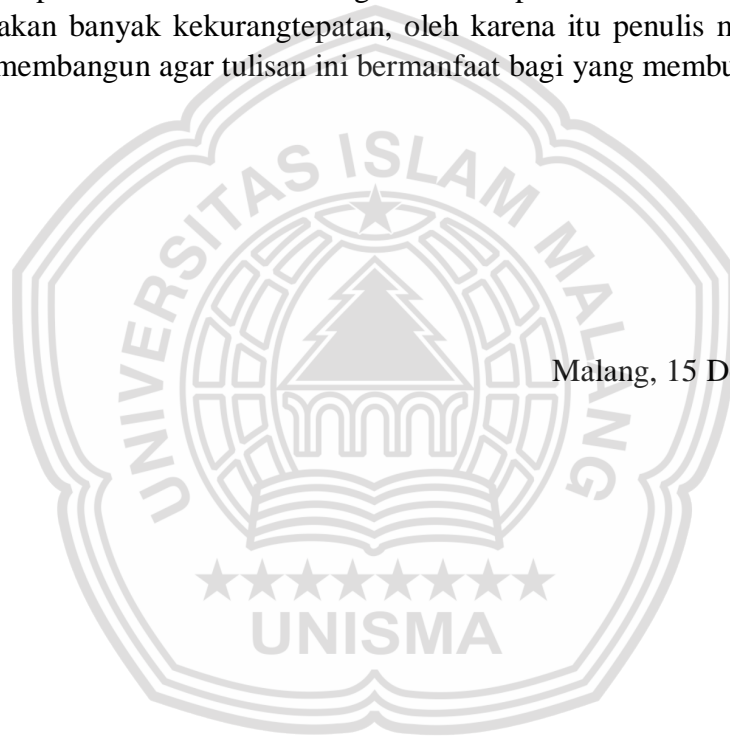 akan banyak kekurangtepatan, oleh karena itu penulis
membangun agar tulisan ini bermanfaat bagi yang
UNIVERSITAS ISLAM MALANG
Malang, 15
UNISMA